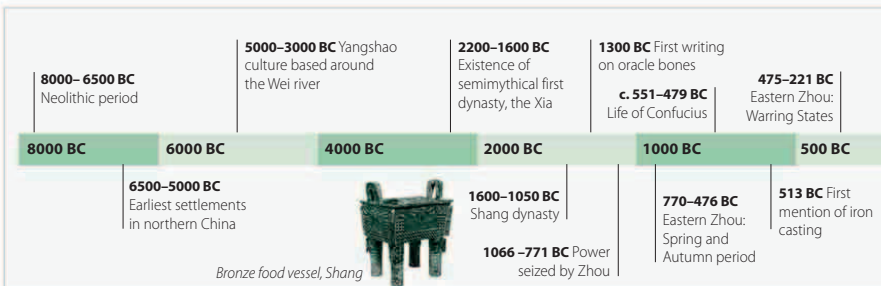 8000– 6500 BC
Neolithic period
5000–3000 BC Yangshao
culture based around
the Wei river
2200–1600 BC
Existence of
semimythical first
dynasty, the Xia
1300 BC First writing
on oracle bones
c. 551–479 BC
Life of Confucius
475–221 BC
Eastern Zhou:
Warring States
8000 BC
6000 BC
4000 BC
2000 BC
1000 BC
500 BC
6500–5000 BC
Earliest settlements
in northern China
Bronze food vessel, Shang
1600–1050 BC
Shang dynasty
1066 –771 BC Power
seized by Zhou
770–476 BC
Eastern Zhou:
Spring and
Autumn period
513 BC First
mention of iron
casting